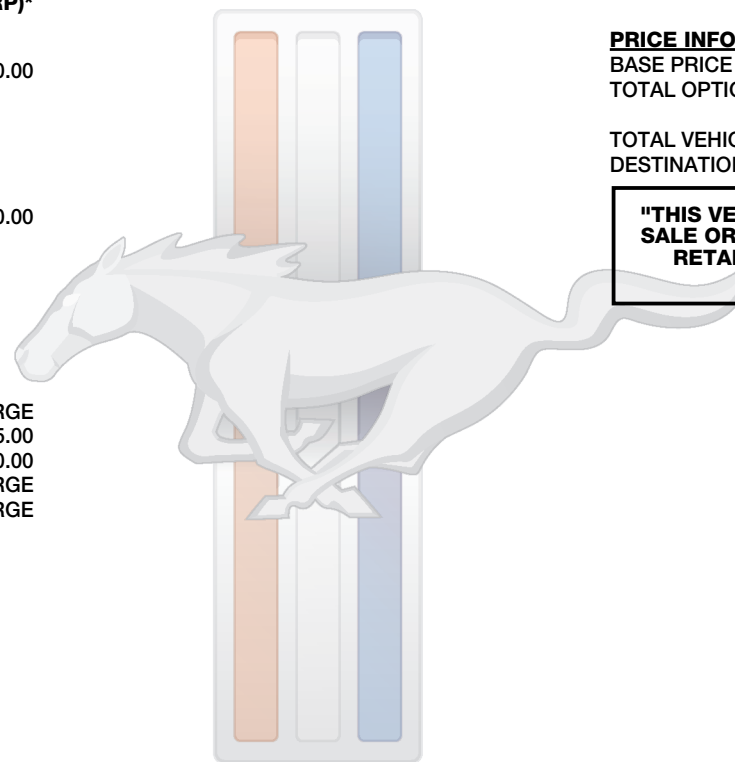 RP)*
0.00
0.00
RGE
5.00
0.00
RGE
RGE
PRICE INFO
BASE PRICE
TOTAL OPTIO
TOTAL VEHIC
DESTINATION
"THIS VE
SALE OR
RETAI